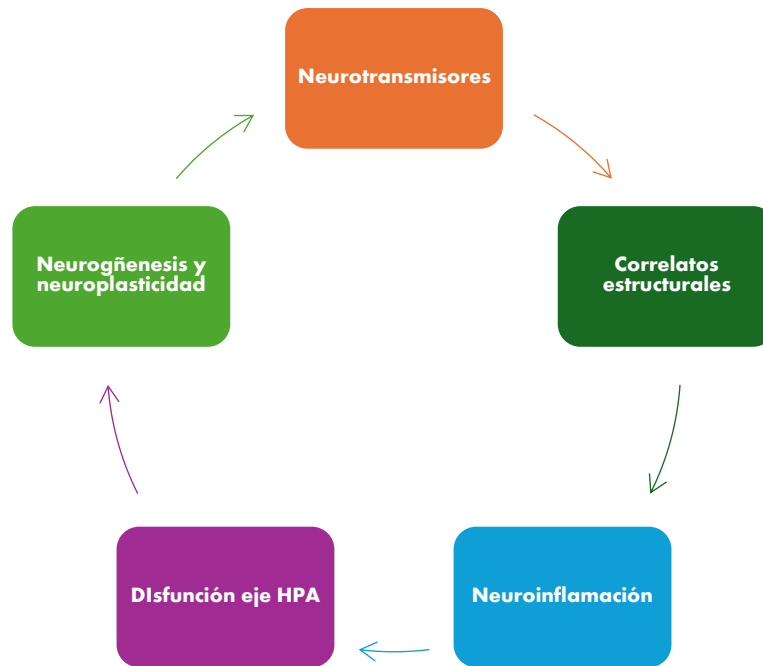 Neurotransmisores
Correlatos
estructurales
Neuroinflamación
DIsfunción eje HPA
Neurogñenesis y
neuroplasticidad